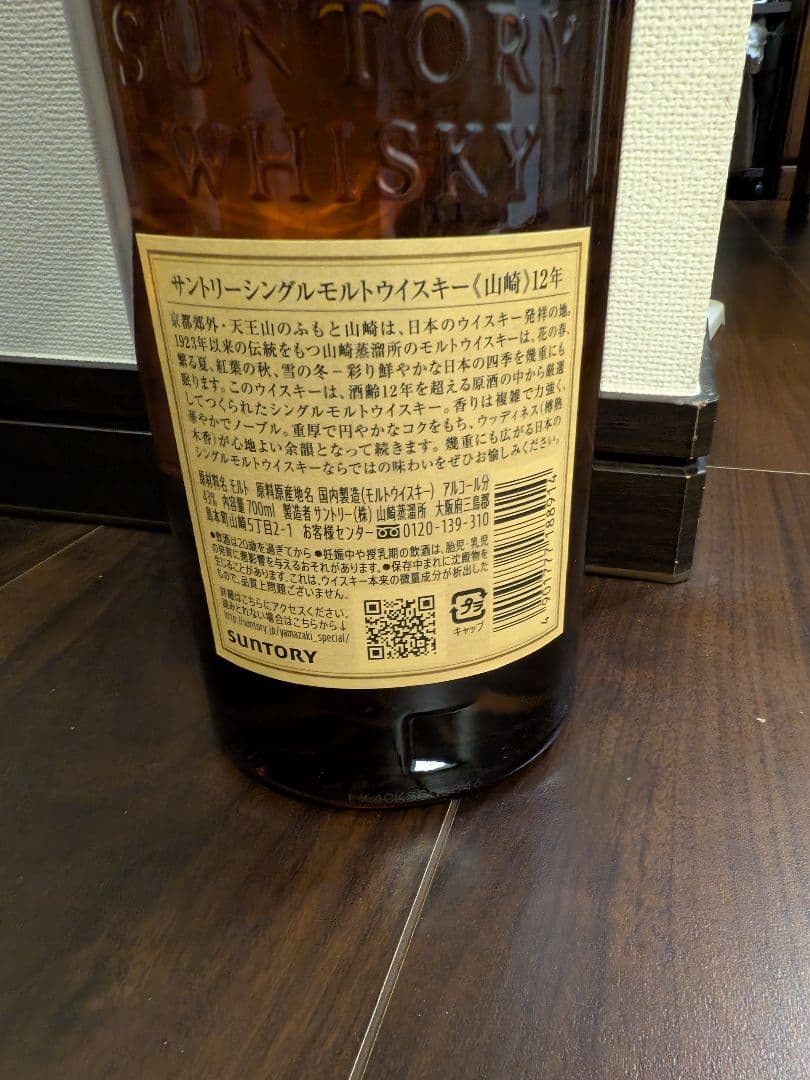 SUNTORY
WHISKY
サントリーシングルモルトウイスキー《山崎》12年
京都郊外・天王山のふもと山崎は、日本のウイスキー発祥の地。
1923年以来の伝統をもつ山崎蒸溜所のモルトウイスキーは、花の春、
繁る夏、紅葉の秋、雪の冬－彩り鮮やかな日本の四季を幾重にも
眠ります。このウイスキーは、酒齢12年を超える原酒の中から厳選
してつくられたシングルモルトウイスキー。香りは複雑で力強く、
華やかでノーブル。重厚で円やかなコクをもち、ウッディネス(樽熟
木香)が心地よい余韻となって続きます。幾重にも広がる日本の
シングルモルトウイスキーならではの味わいをぜひお愉しみください。
原材料名 モルト 原料原産地名 国内製造(モルトウイスキー) アルコール分
43% 内容量 700ml 製造者 サントリー(株) 山崎蒸溜所 大阪府三島郡
島本町山崎5丁目2-1 お客様センター 0120-139-310
●飲酒は20歳を過ぎてから ●妊娠中や授乳期の飲酒は、胎児・乳児
の発育に悪影響を与えるおそれがあります。●保存中まれに沈殿物を
生じることがあります。これは、ウイスキー本来の微量成分が析出した
もので、品質上問題ございません。
詳細はこちらにアクセスください。
読みとれない場合はこちらから↓
http://suntory.jp/yamazaki_special/
SUNTORY
プラ
キャップ
4 901777 188914